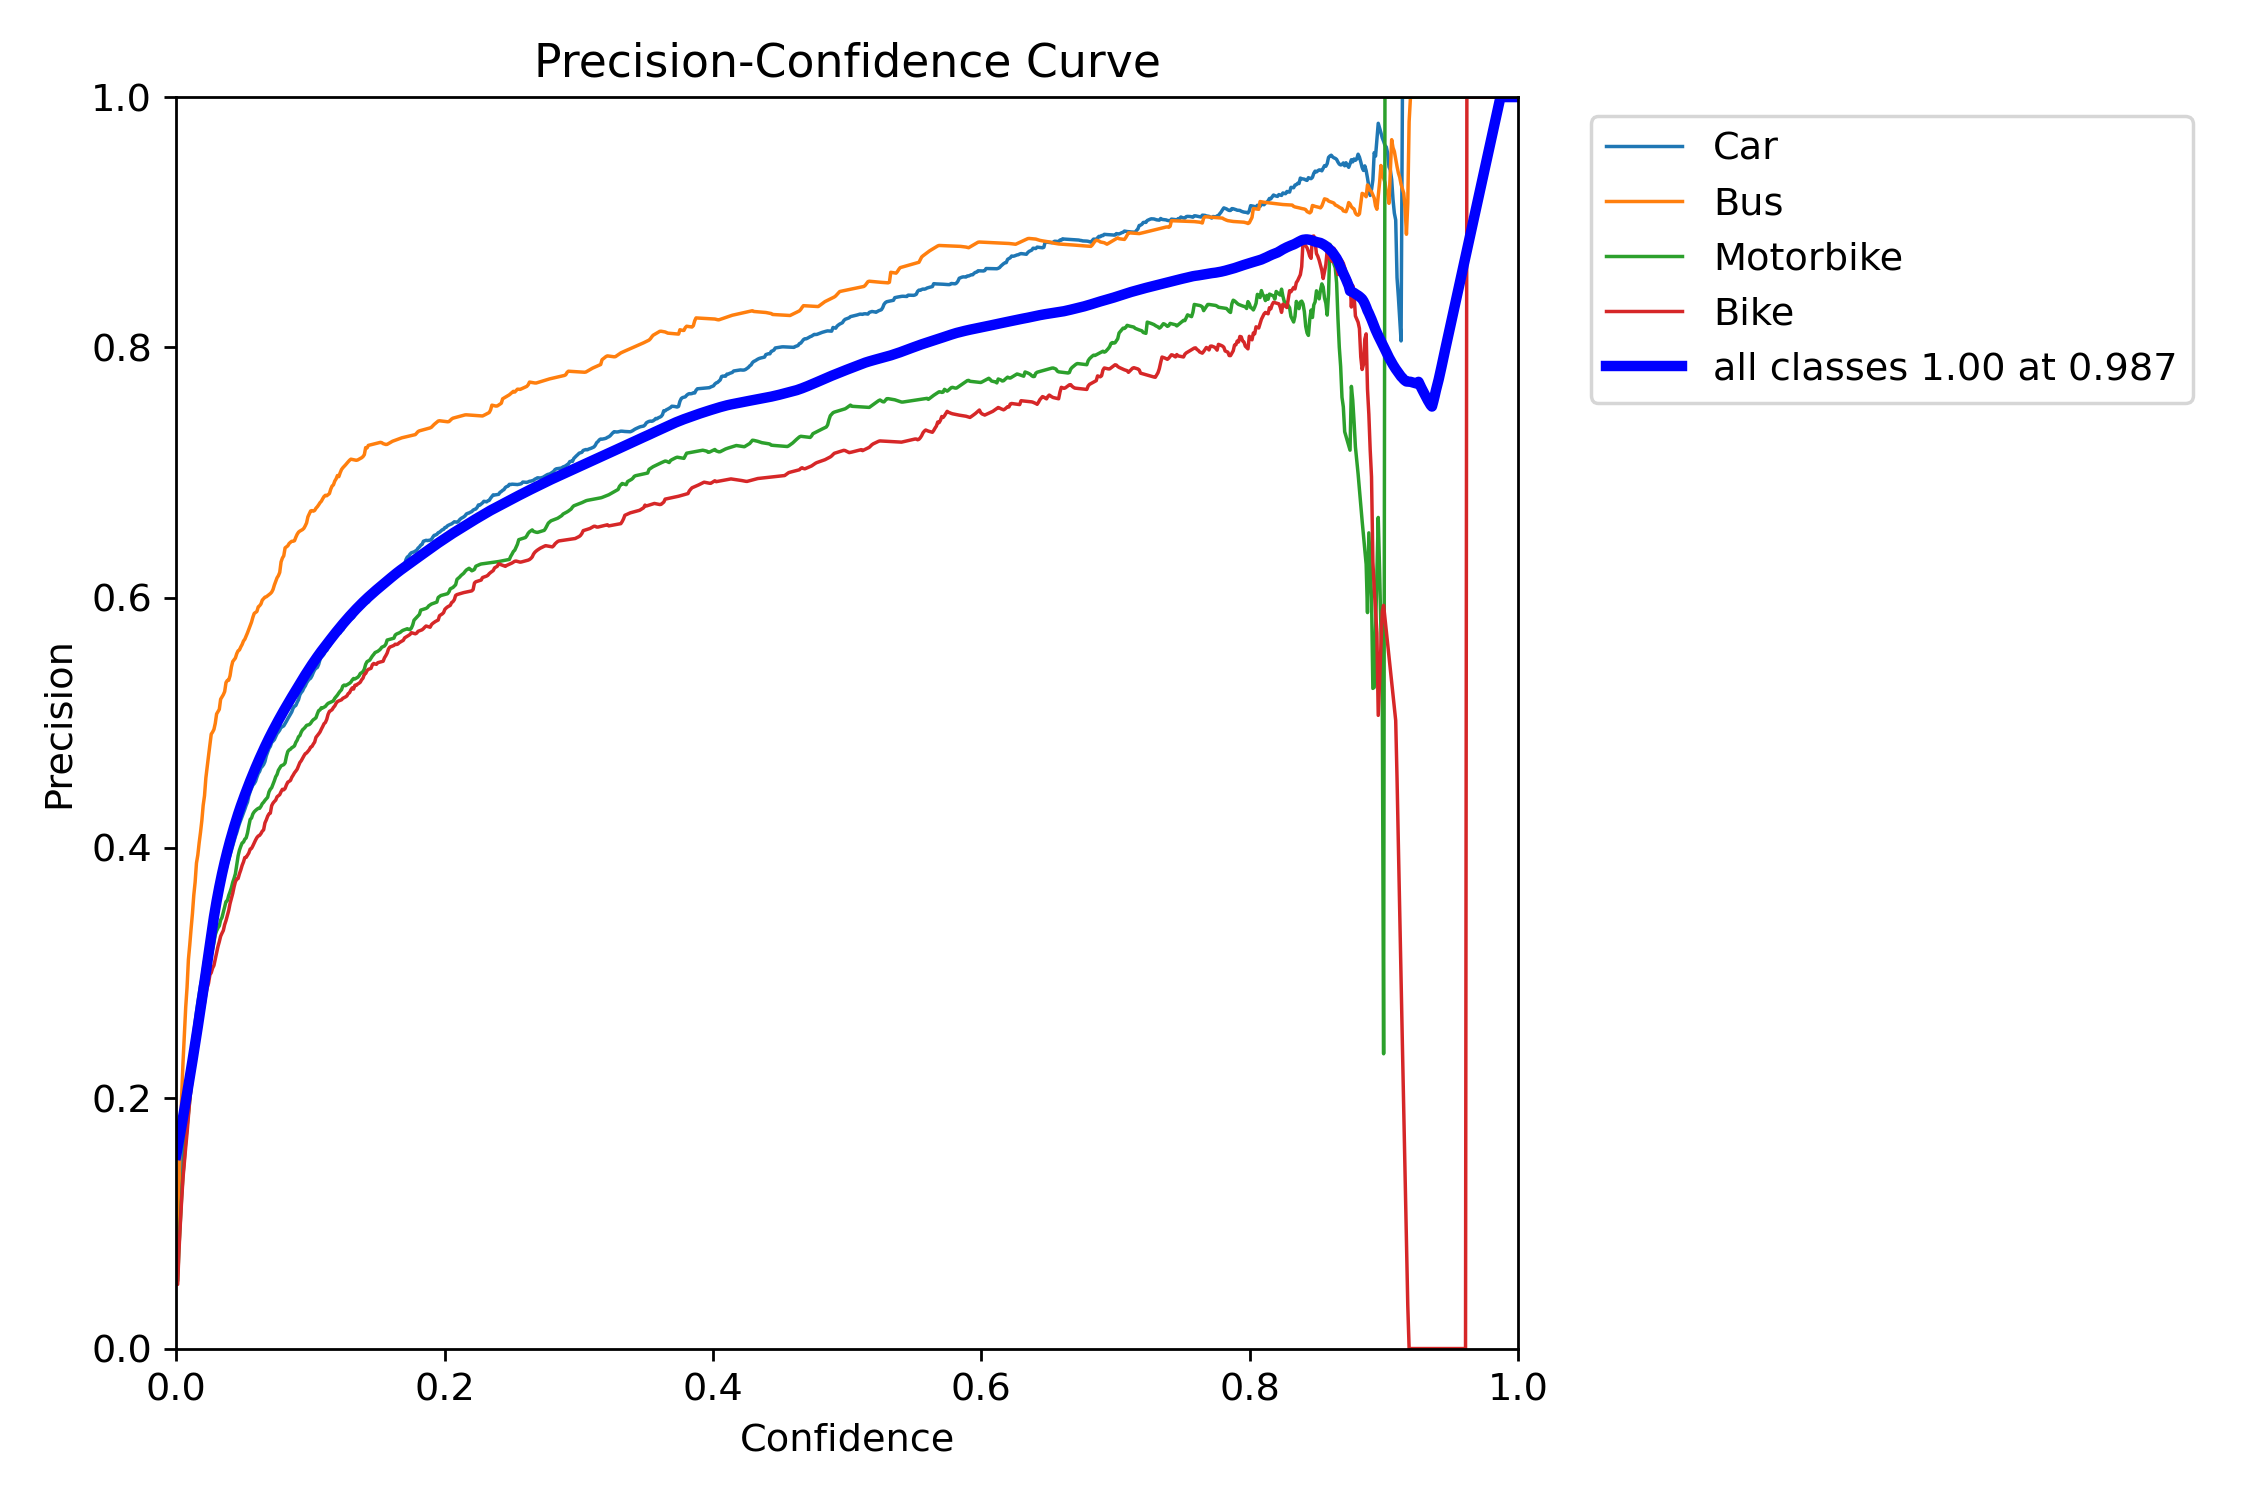 Precision-Confidence Curve
1.0
0.8
0.6
0.4
0.2
0.0
Precision
0.0 0.2 0.4 0.6 0.8 1.0
Confidence
Car
Bus
Motorbike
Bike
all classes 1.00 at 0.987